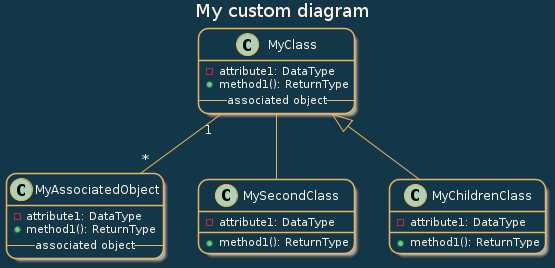 My custom diagram
C MyClass
attribute1: DataType
method1(): ReturnType
associated object
1
*
C MyAssociatedObject
attribute1: DataType
method1(): ReturnType
associated object
C MySecondClass
attribute1: DataType
method1(): ReturnType
C MyChildrenClass
attribute1: DataType
method1(): ReturnType